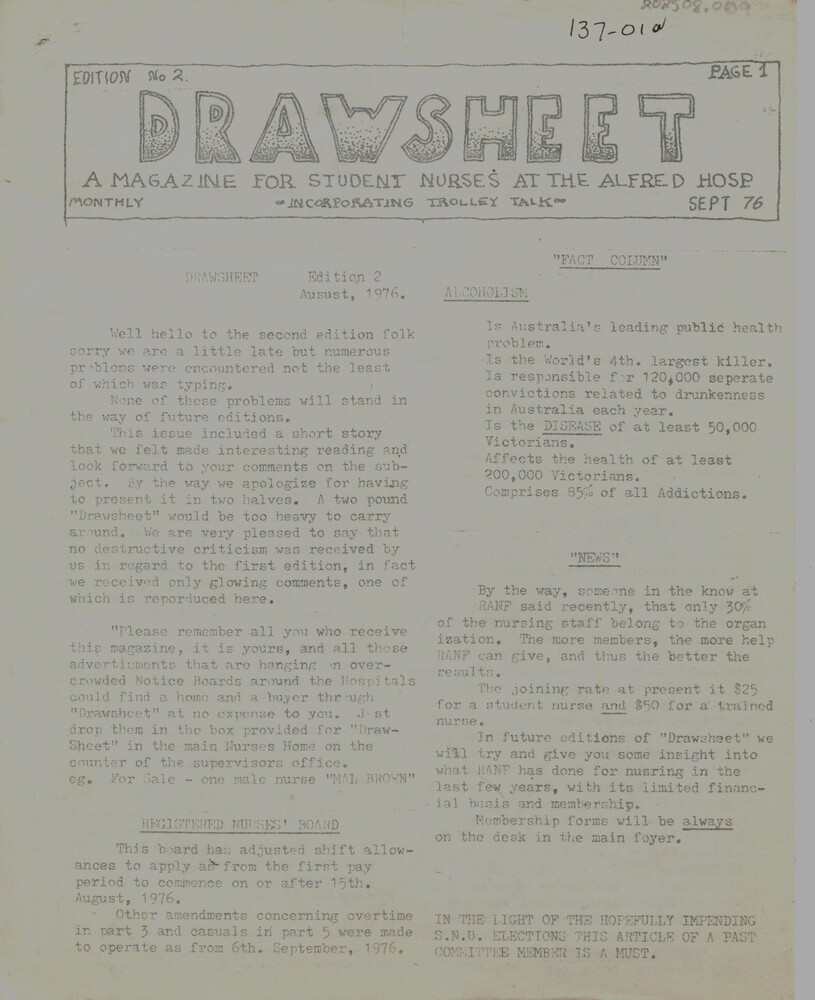 202508.009
137-01a
EDITION No 2.
PAGE 1
DRAWSHEET
A MAGAZINE FOR STUDENT NURSES AT THE ALFRED HOSP
MONTHLY
INCORPORATING TROLLEY TALK
SEPT 76
DRAWSHEET Edition 2
Ausust, 1976.
Well hello to the second edition folk
sorry we are a little late but numerous
problems were encountered not the least
of which was typing.
None of these problems will stand in
the way of future editions.
This issue included a short story
that we felt made interesting reading and
look forward to your comments on the sub-
ject. By the way we apologize for having
to present it in two halves. A two pound
"Drawsheet" would be too heavy to carry
around. We are very pleased to say that
no destructive criticism was received by
us in regard to the first edition, in fact
we received only glowing comments, one of
which is reporduced here.
"Please remember all you who receive
this magazine, it is yours, and all those
advertisments that are hanging on over-
crowded Notice Boards around the Hospitals
could find a home and a buyer through
"Drawsheet" at no expense to you. Just
drop them in the box provided for "Draw-
Sheet" in the main Nurses Home on the
counter of the supervisors office.
eg. For Sale - one male nurse "MAL BROWN"
REGISTERED NURSES' BOARD
This board has adjusted shift allow-
ances to apply as from the first pay
period to commence on or after 15th.
August, 1976.
Other amendments concerning overtime
in part 3 and casuals in part 5 were made
to operate as from 6th. September, 1976.
"FACT COLUMN"
ALCOHOLISM
Is Australia's leading public health
problem.
Is the World's 4th. largest killer.
Is responsible for 120,000 seperate
convictions related to drunkenness
in Australia each year.
Is the DISEASE of at least 50,000
Victorians.
Affects the health of at least
200,000 Victorians.
Comprises 85% of all Addictions.
"NEWS"
By the way, someone in the know at
RANF said recently, that only 30%
of the nursing staff belong to the organ
ization. The more members, the more help
RANF can give, and thus the better the
results.
The joining rate at present it $25
for a student nurse and $50 for a trained
nurse.
In future editions of "Drawsheet" we
will try and give you some insight into
what RANF has done for nusring in the
last few years, with its limited financ-
ial basis and membership.
Membership forms will be always
on the desk in the main foyer.
IN THE LIGHT OF THE HOPEFULLY IMPENDING
S.N.U. ELECTIONS THIS ARTICLE OF A PAST
COMMITTEE MEMBER IS A MUST.